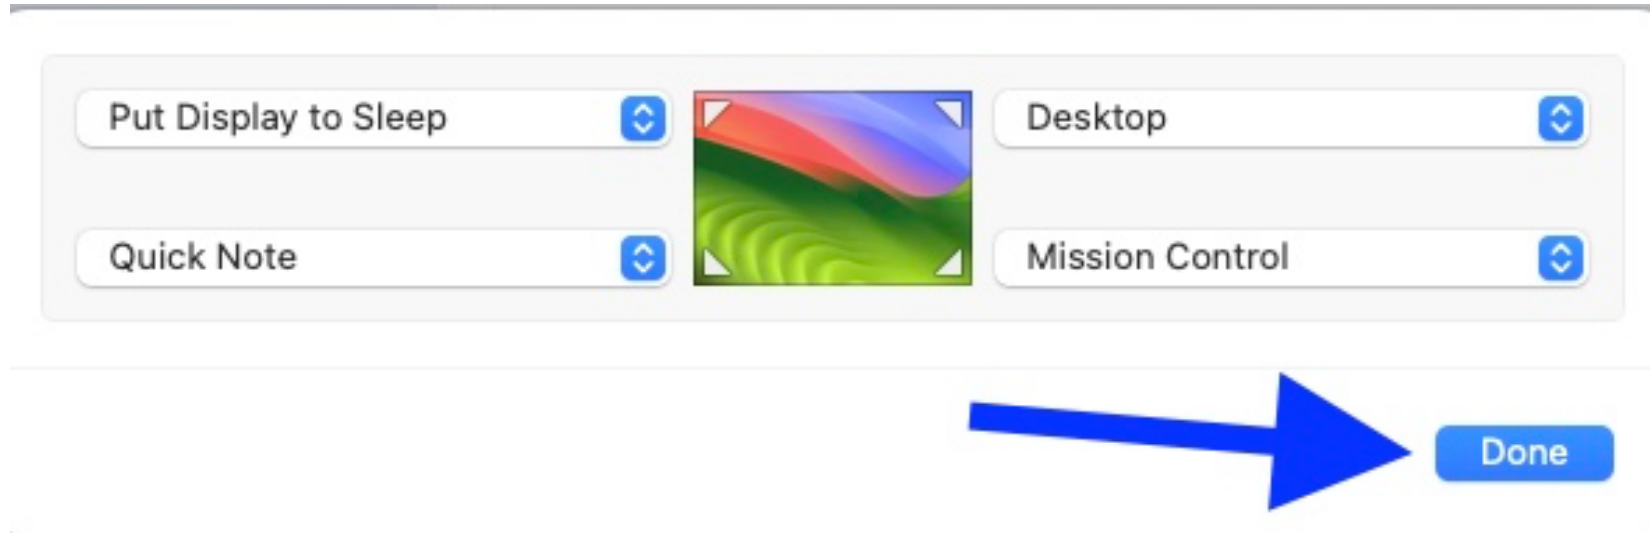 Put Display to Sleep
Desktop
Quick Note
Mission Control
Done